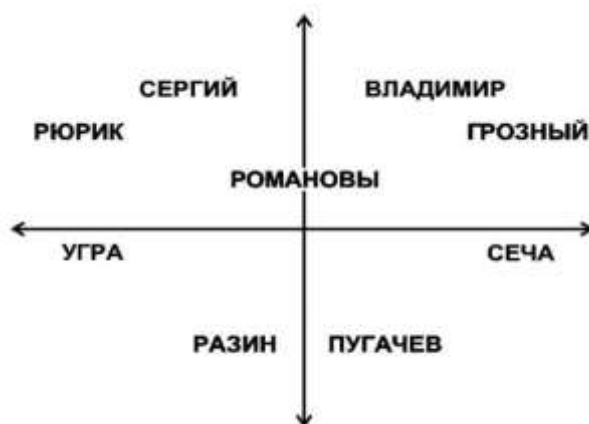 СЕРГИЙ ВЛАДИМИР
РЮРИК ГРОЗНЫЙ
РОМАНОВЫ
УГРА СЕЧА
РАЗИН ПУГАЧЕВ